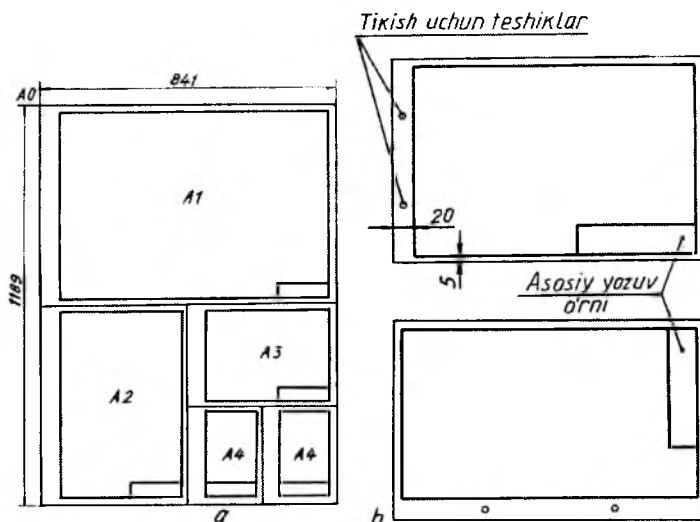 Tikish uchun teshiklar
841
A0
A1
1189
20
5
Asosiy yozuv
o'rni
A3
A2
A4
A4
a
b